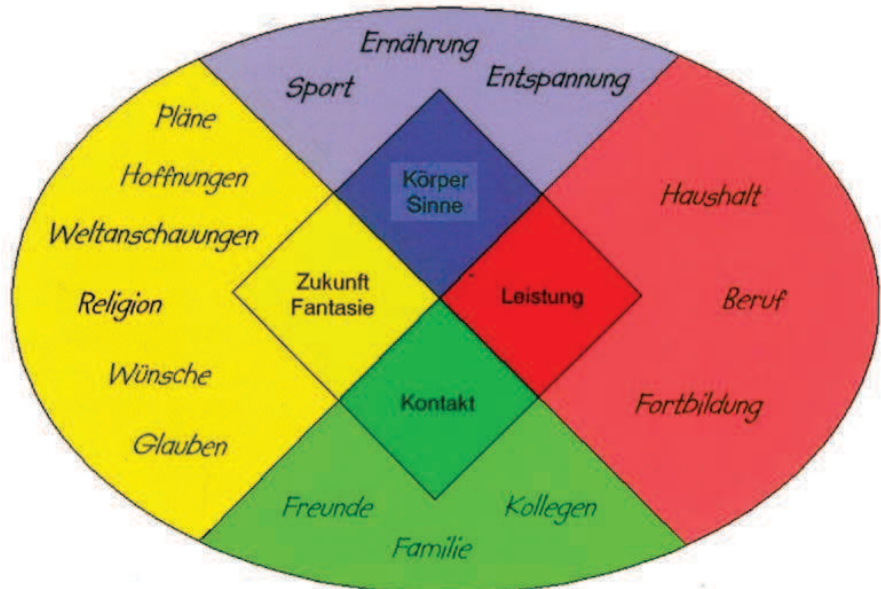 Ernährung
Sport
Entspannung
Körper
Sinne
Pläne
Hoffnungen
Weltanschauungen
Religion
Wünsche
Glauben
Zukunft
Fantasie
Leistung
Haushalt
Beruf
Fortbildung
Kontakt
Freunde
Kollegen
Familie